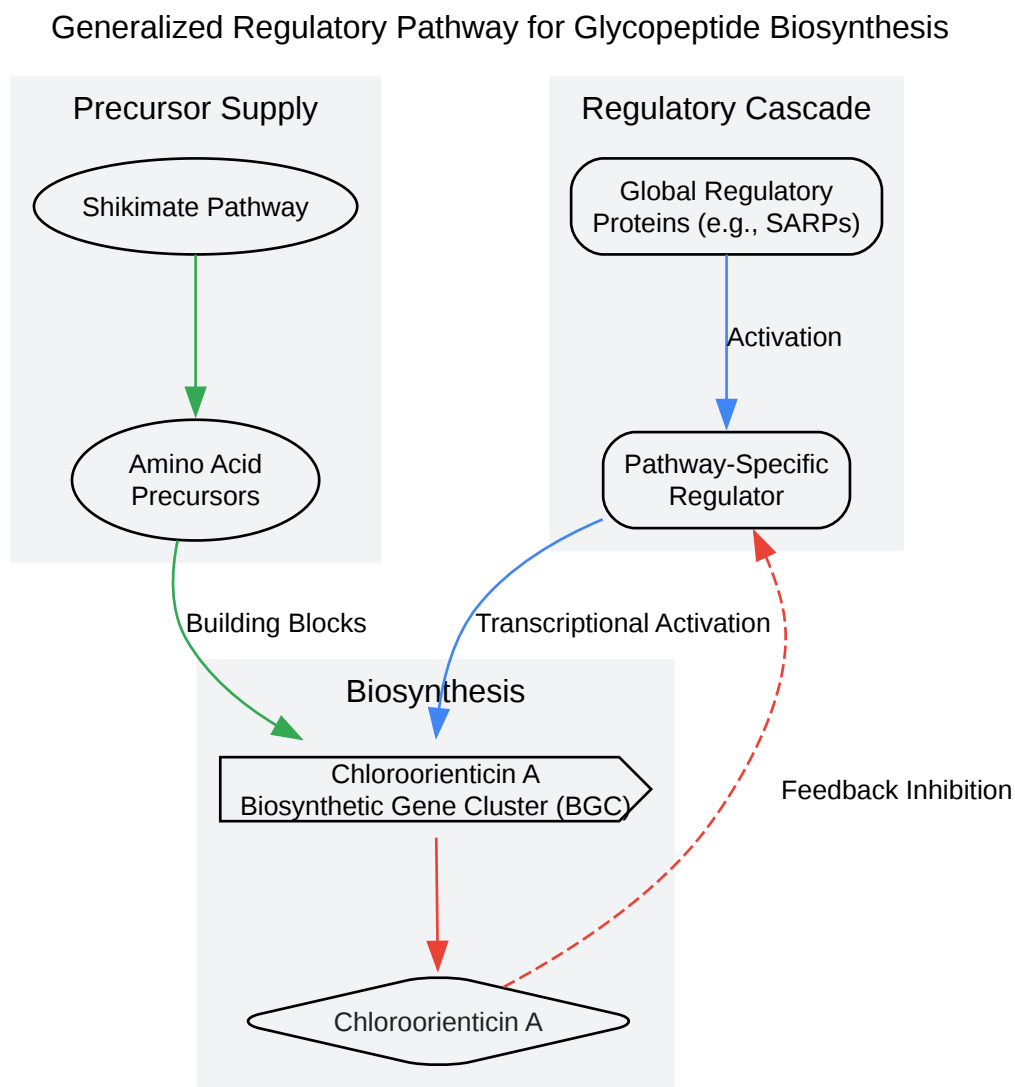 Generalized Regulatory Pathway for Glycopeptide Biosynthesis
Precursor Supply
Regulatory Cascade
Shikimate Pathway
Global Regulatory
Proteins (e.g., SARPs)
Activation
Amino Acid
Precursors
Pathway-Specific
Regulator
Building Blocks
Transcriptional Activation
Biosynthesis
Chloroorienticin A
Biosynthetic Gene Cluster (BGC)
Feedback Inhibition
Chloroorienticin A